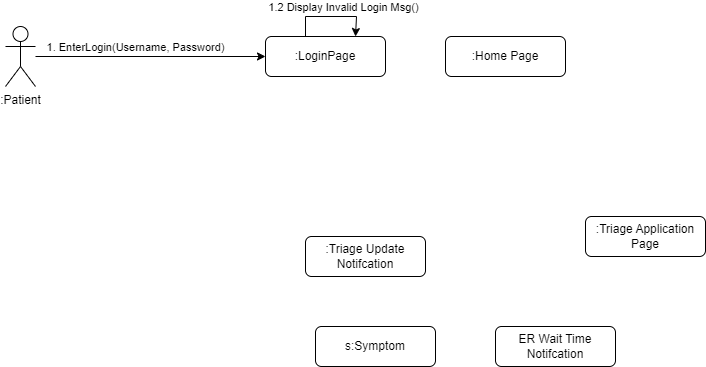 1.2 Display Invalid Login Msg()
1. EnterLogin(Username, Password)
:LoginPage
:Home Page
:Patient
:Triage Application
Page
:Triage Update
Notifcation
s:Symptom
ER Wait Time
Notifcation